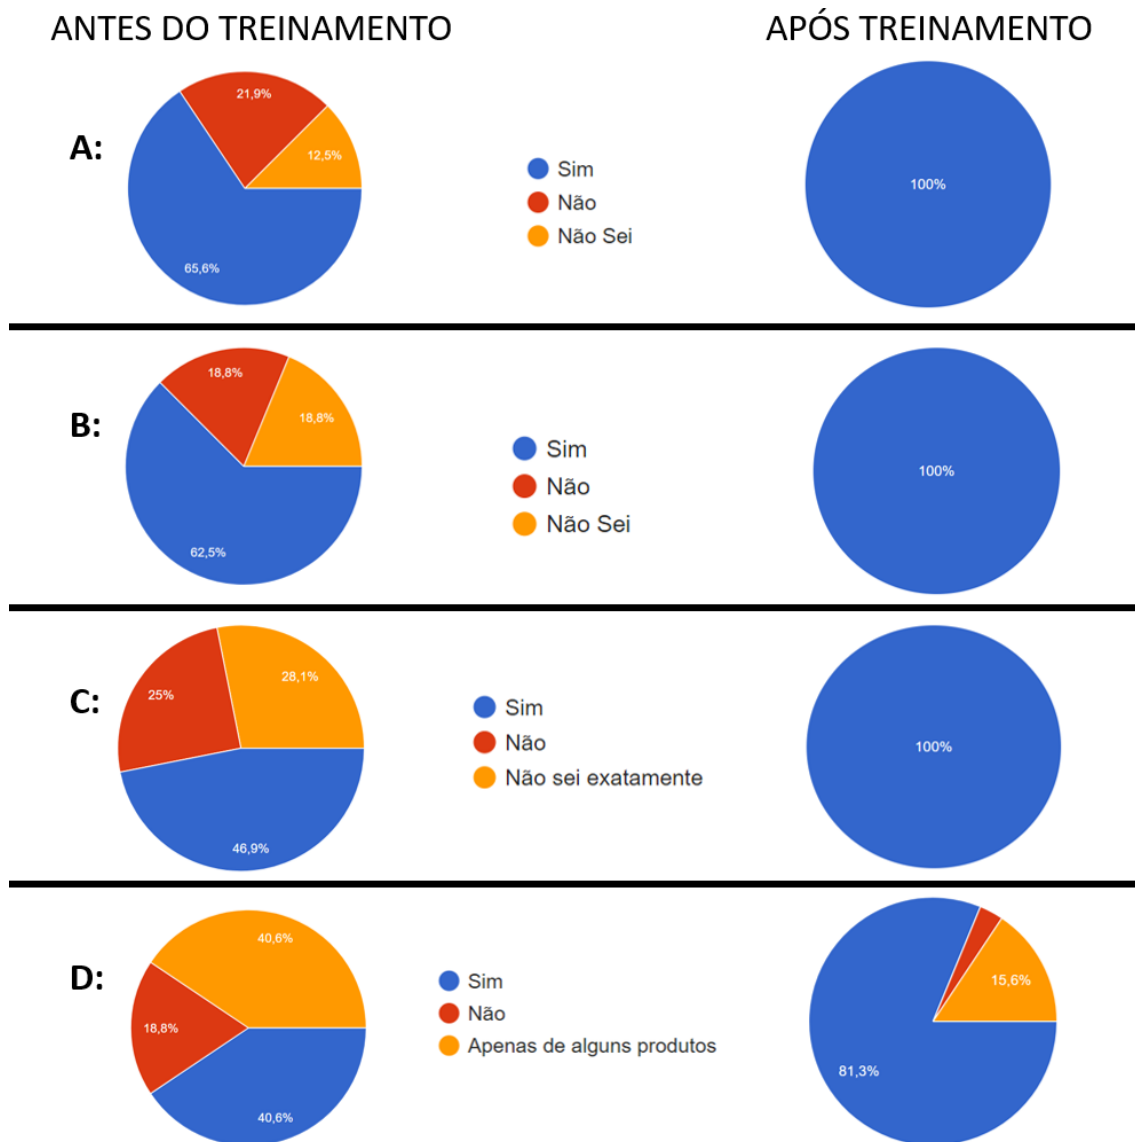 ANTES DO TREINAMENTO
APÓS TREINAMENTO
A:
21,9%
12,5%
65,6%
Sim
Não
Não Sei
100%
B:
18,8%
18,8%
62,5%
Sim
Não
Não Sei
100%
C:
25%
28,1%
46,9%
Sim
Não
Não sei exatamente
100%
D:
40,6%
18,8%
40,6%
Sim
Não
Apenas de alguns produtos
15,6%
81,3%